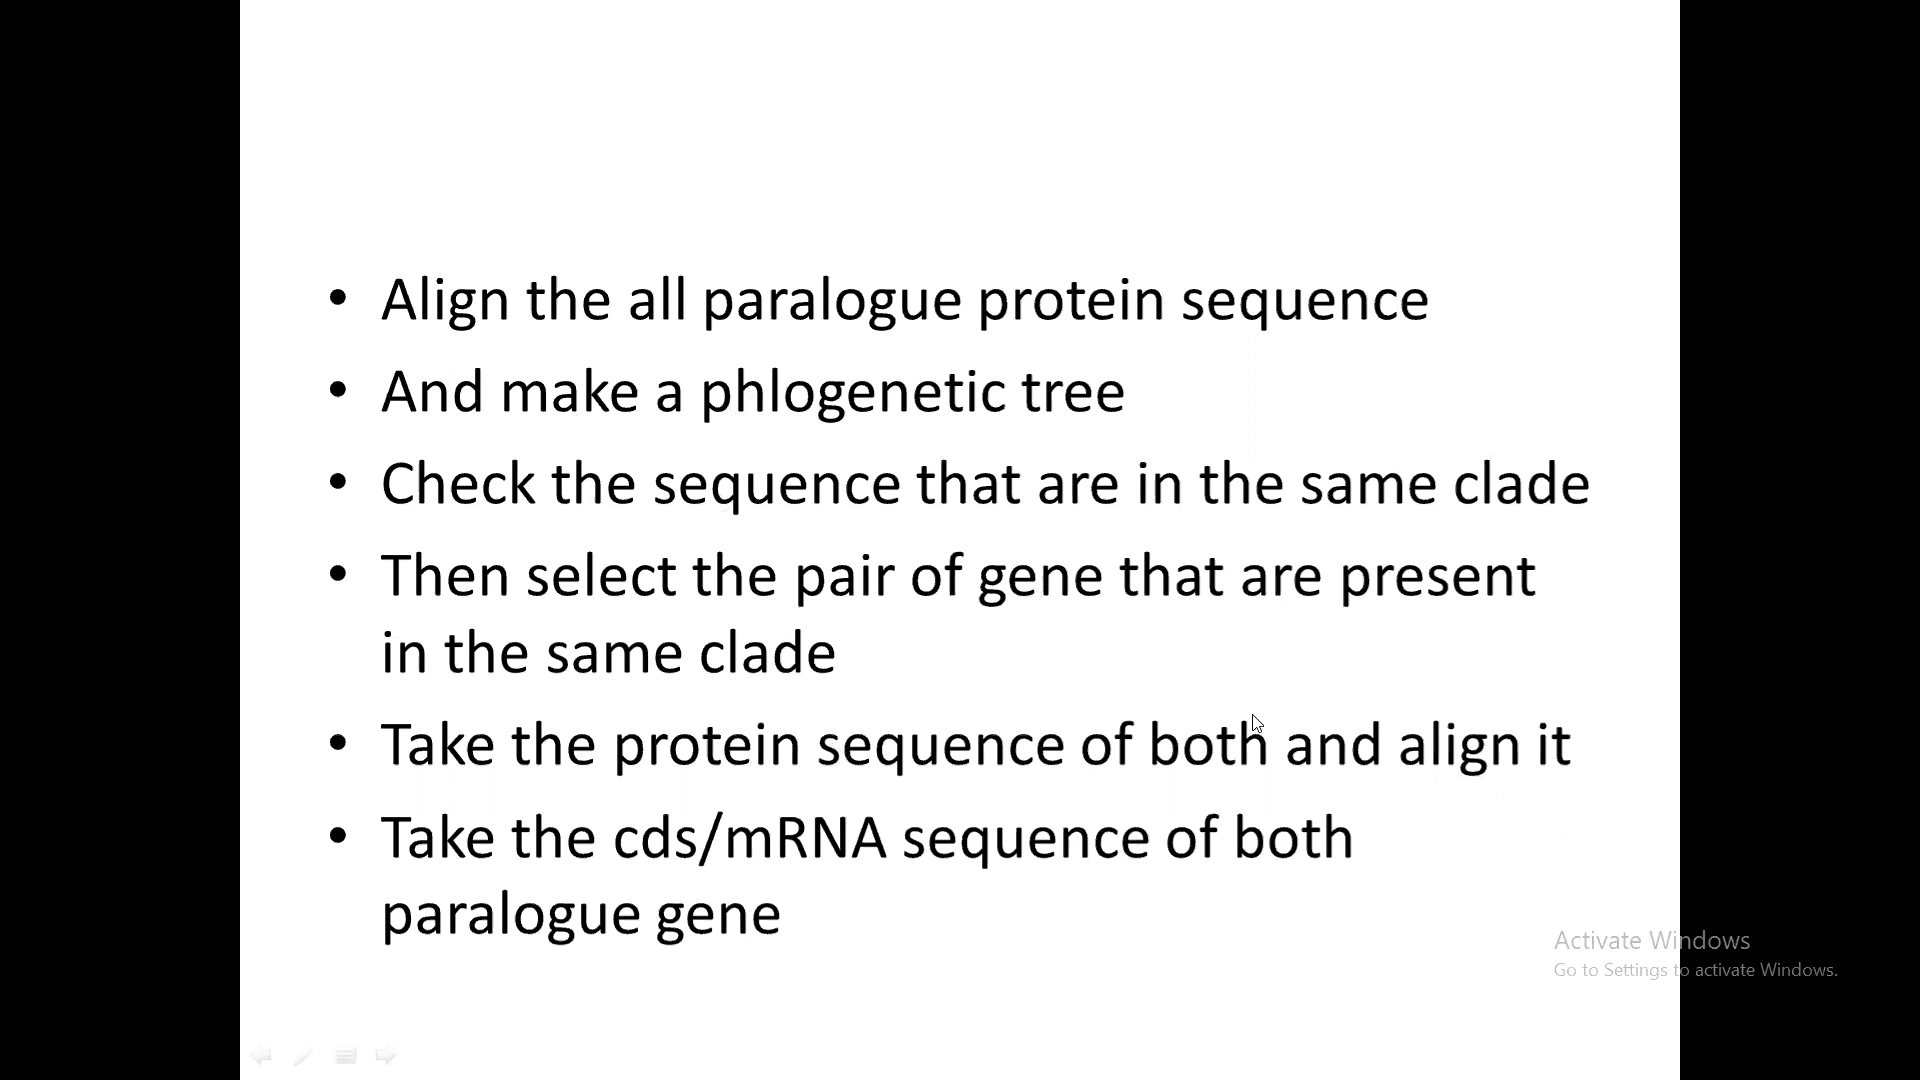 • Align the all paralogue protein sequence
• And make a phlogenetic tree
• Check the sequence that are in the same clade
• Then select the pair of gene that are present
in the same clade
• Take the protein sequence of both and align it
• Take the cds/mRNA sequence of both
paralogue gene
Activate Windows
Go to Settings to activate Windows.